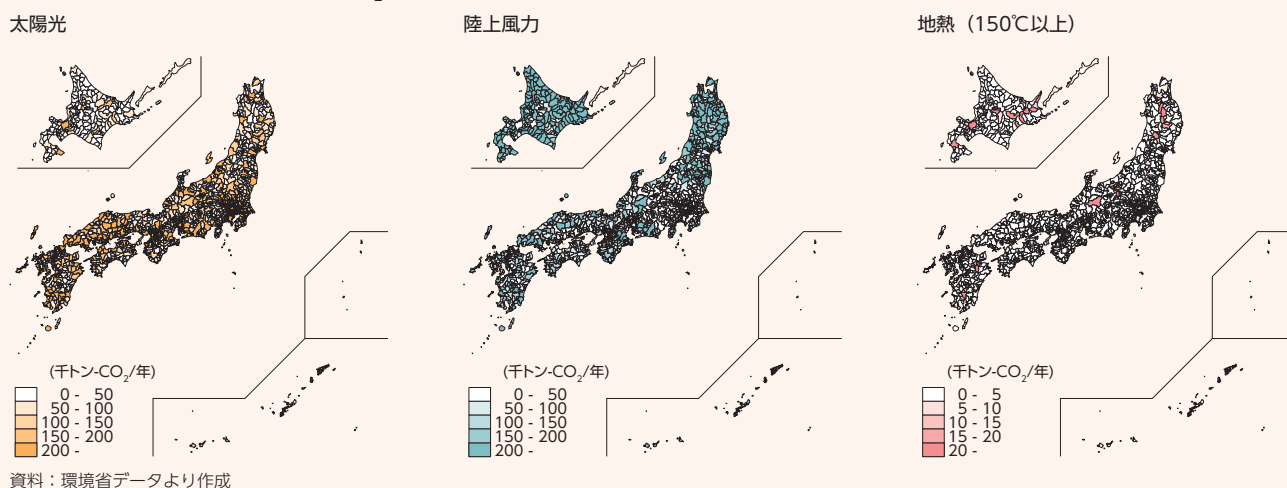 太陽光
陸上風力
地熱（150℃以上）
(千トン-CO₂/年)
0 - 50
50 - 100
100 - 150
150 - 200
200 -
(千トン-CO₂/年)
0 - 50
50 - 100
100 - 150
150 - 200
200 -
(千トン-CO₂/年)
0 - 5
5 - 10
10 - 15
15 - 20
20 -
資料：環境省データより作成